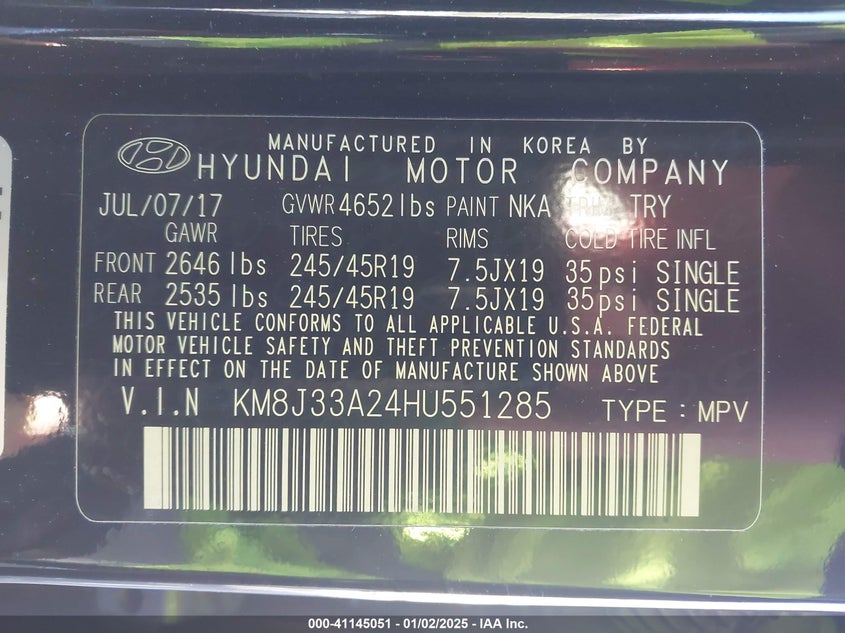 MANUFACTURED IN KOREA BY
HYUNDAI MOTOR COMPANY
JUL/07/17 GVWR 4652lbs PAINT NKA TRIM TRY
GAWR TIRES RIMS COLD TIRE INFL
FRONT 2646 lbs 245/45R19 7.5JX19 35psi SINGLE
REAR 2535 lbs 245/45R19 7.5JX19 35psi SINGLE
THIS VEHICLE CONFORMS TO ALL APPLICABLE U.S.A. FEDERAL
MOTOR VEHICLE SAFETY AND THEFT PREVENTION STANDARDS
IN EFFECT ON THE DATE OF MANUFACTURE SHOWN ABOVE
V.I.N KM8J33A24HU551285 TYPE : MPV
000-41145051 - 01/02/2025 - IAA Inc.